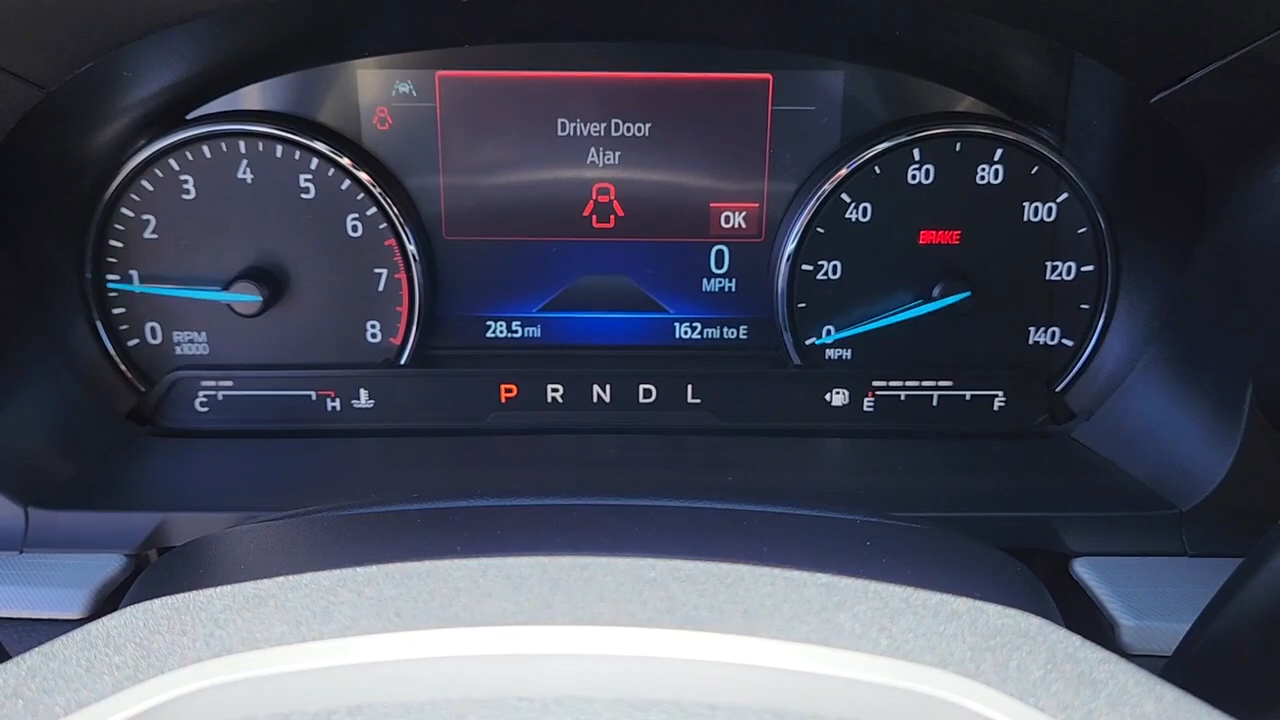 Driver Door
Ajar
OK
0
MPH
28.5 mi
162 mi to E
0
1
2
3
4
5
6
7
8
RPM
x1000
0
20
40
60
80
100
120
140
MPH
BRAKE
C
H
P R N D L
E
F